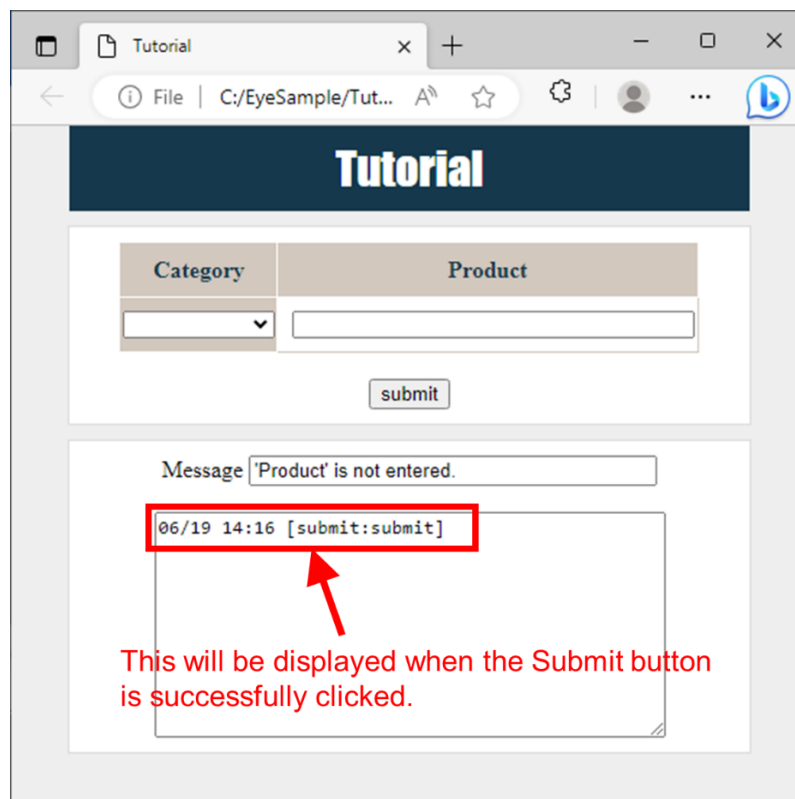 Tutorial
File | C:/EyeSample/Tut... A
Tutorial
Category Product
submit
Message 'Product' is not entered.
06/19 14:16 [submit:submit]
This will be displayed when the Submit button
is successfully clicked.